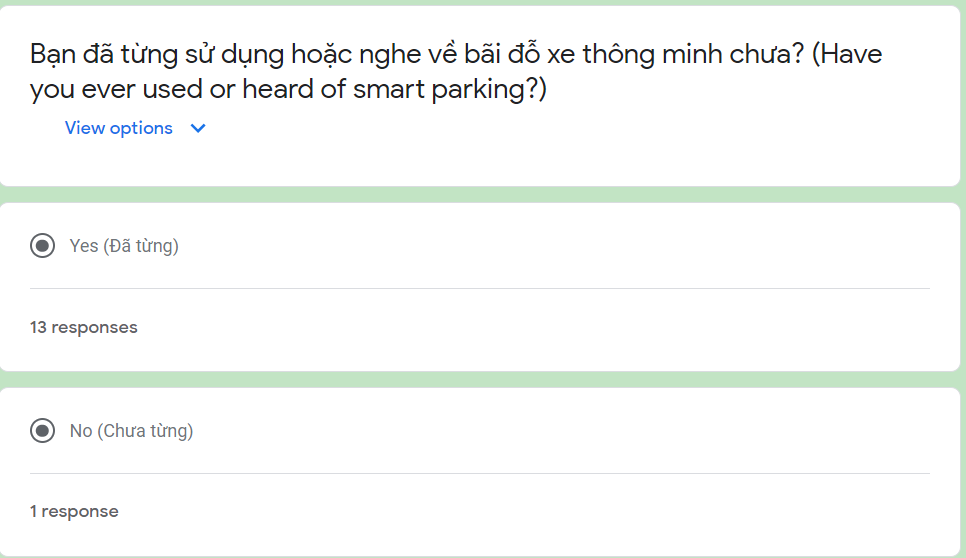 Bạn đã từng sử dụng hoặc nghe về bãi đỗ xe thông minh chưa? (Have
you ever used or heard of smart parking?)
View options
Yes (Đã từng)
13 responses
No (Chưa từng)
1 response